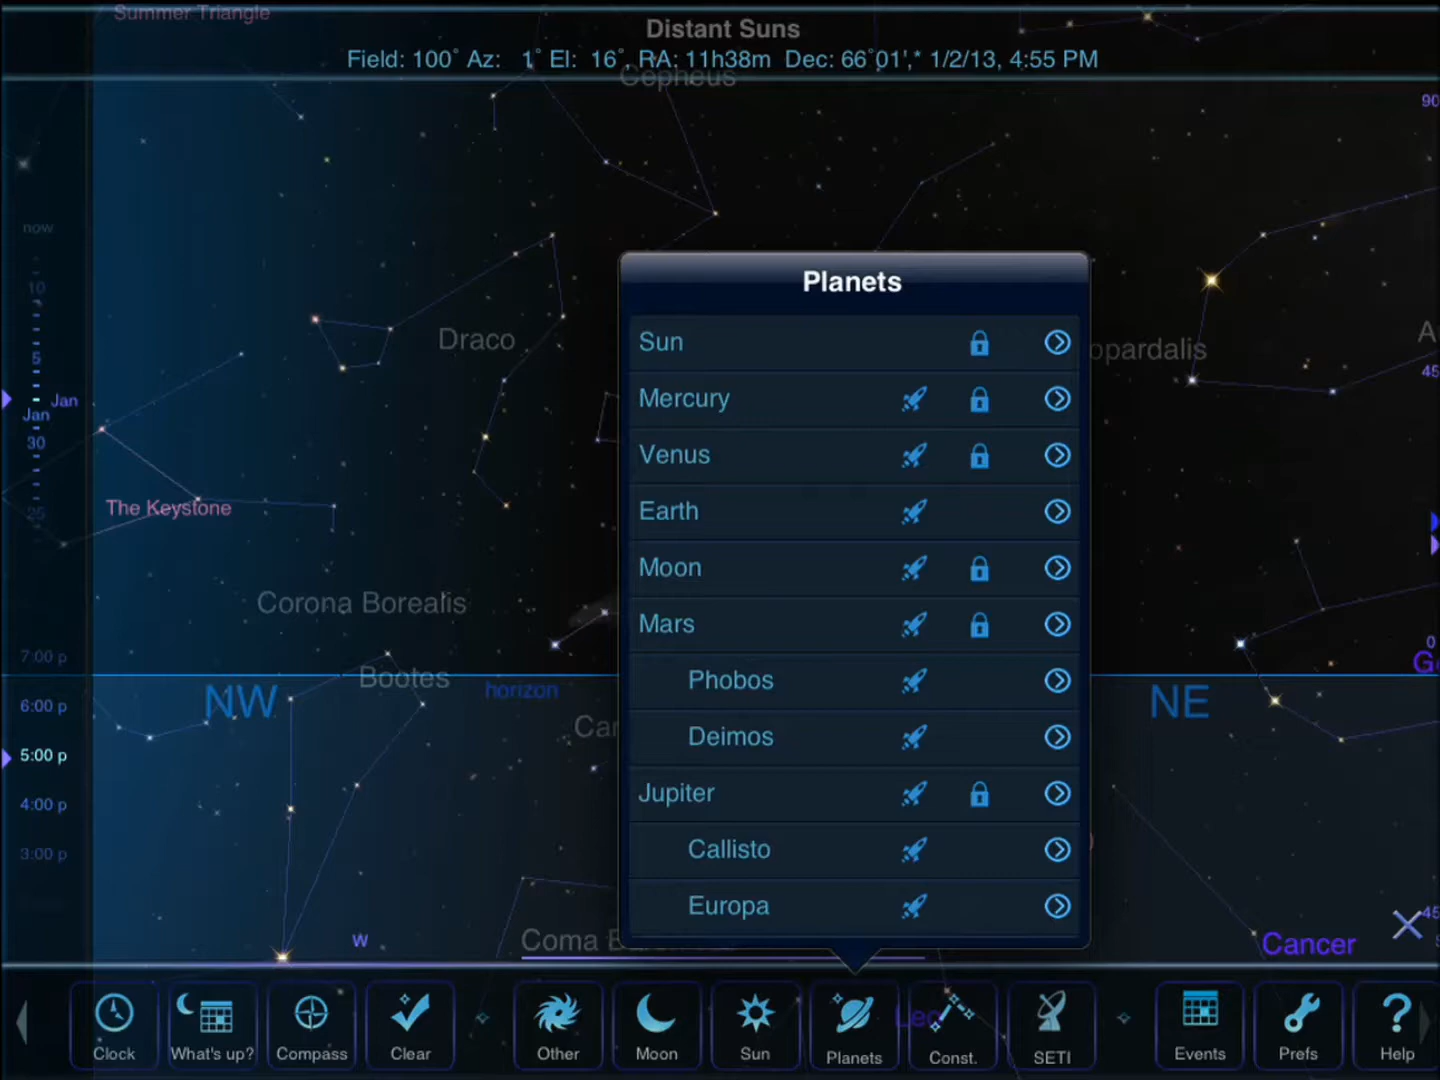 Summer Triangle
Distant Suns
Field: 100° Az: 1° El: 16°, RA: 11h38m Dec: 66°01',* 1/2/13, 4:55 PM
Cepheus
90
now
10
5
Jan Jan
30
25
Draco
Planets
Sun
Mercury
Venus
Earth
Moon
Mars
Phobos
Deimos
Jupiter
Callisto
Europa
opardalis
A
45
The Keystone
Corona Borealis
7:00 p
6:00 p
5:00 p
4:00 p
3:00 p
NW
Bootes
horizon
Can
NE
0
G
W
Coma B
Cancer
45
Leo
Clock
What's up?
Compass
Clear
Other
Moon
Sun
Planets
Const.
SETI
Events
Prefs
? Help